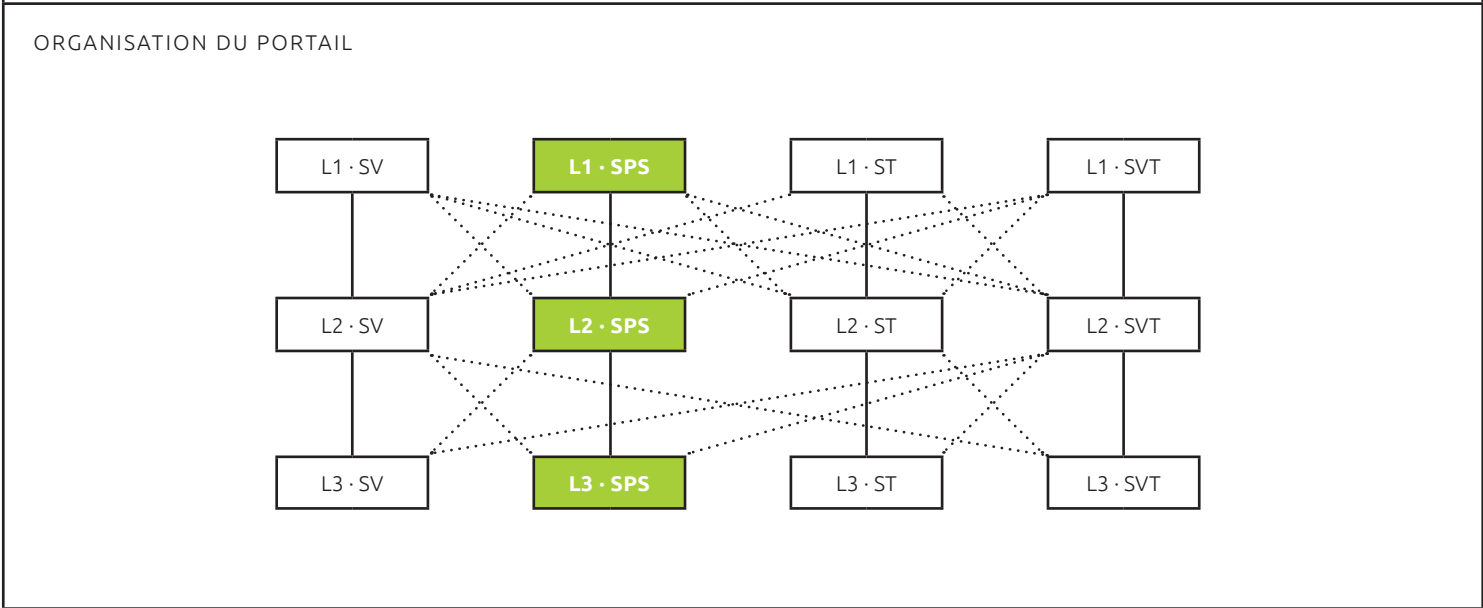 ORGANISATION DU PORTAIL
L1 · SV
L1 · SPS
L1 · ST
L1 · SVT
L2 · SV
L2 · SPS
L2 · ST
L2 · SVT
L3 · SV
L3 · SPS
L3 · ST
L3 · SVT